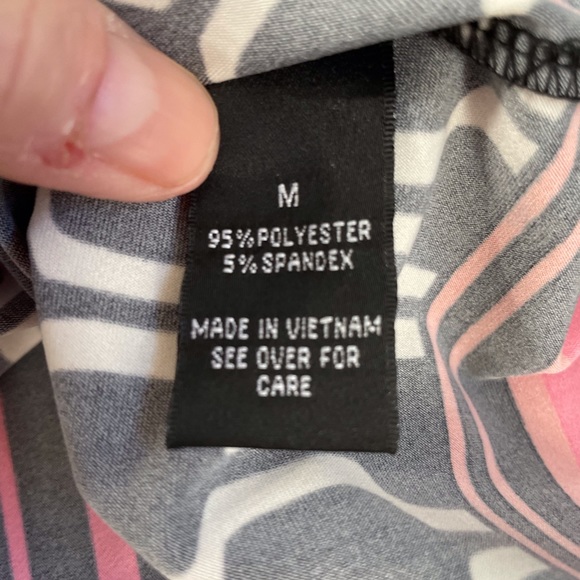 M
95% POLYESTER
5% SPANDEX
MADE IN VIETNAM
SEE OVER FOR
CARE